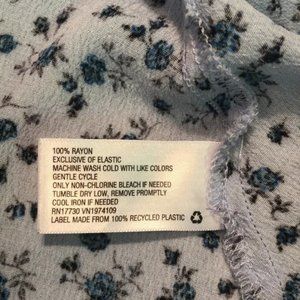 100% RAYON
EXCLUSIVE OF ELASTIC
MACHINE WASH COLD WITH LIKE COLORS
GENTLE CYCLE
ONLY NON-CHLORINE BLEACH IF NEEDED
TUMBLE DRY LOW, REMOVE PROMPTLY
COOL IRON IF NEEDED
RN17730 VN1974109
LABEL MADE FROM 100% RECYCLED PLASTIC